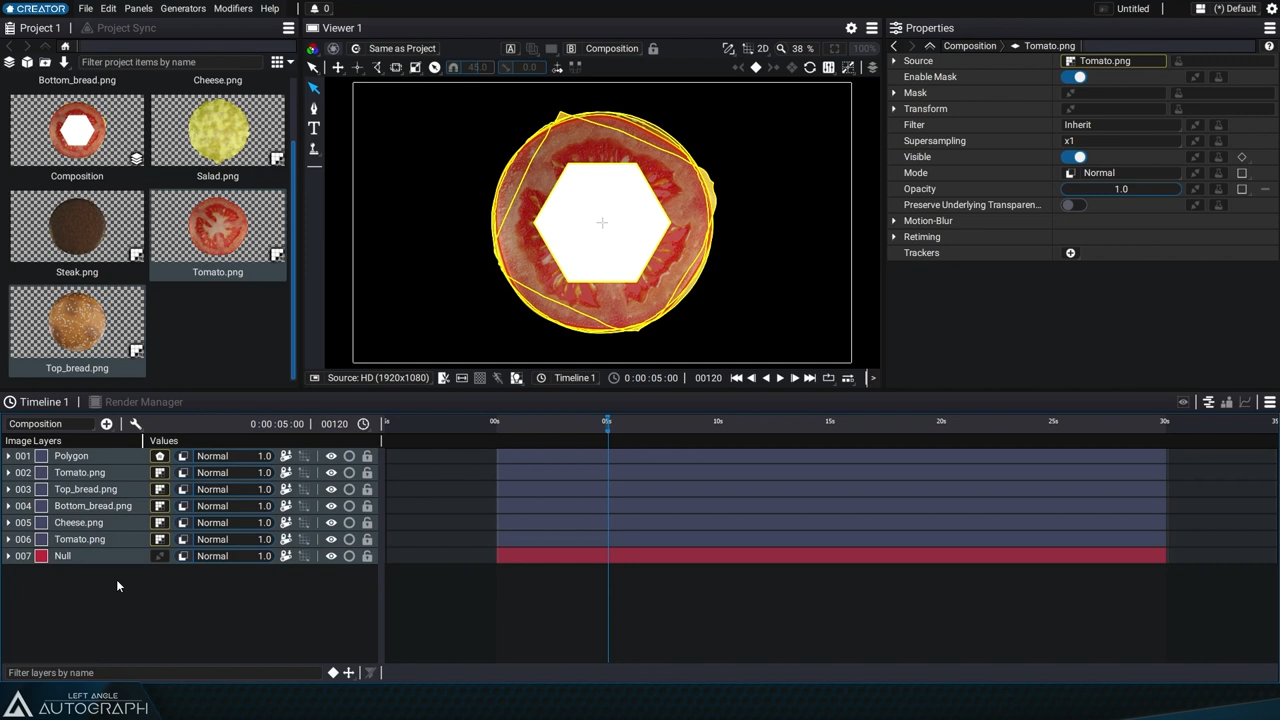 CREATOR File Edit Panels Generators Modifiers Help 0 Untitled (*) Default
Project 1 Project Sync
Find project items by name
Bottom_bread.png Cheese.png
Composition Salad.png
Steak.png Tomato.png
Top_bread.png
Viewer 1
Same as Project A B Composition 2D 38 % 100%
45.0 0.0
Source: HD (1920x1080) Timeline 1 0:00:05:00 00120
Properties
Composition Tomato.png
Source Tomato.png
Enable Mask
Mask
Transform
Filter Inherit
Supersampling x1
Visible
Mode Normal
Opacity 1.0
Preserve Underlying Transparen...
Motion-Blur
Retiming
Trackers
Timeline 1 Render Manager
Composition 0:00:05:00 00120
00s 05s 10s 15s 20s 25s 30s
Image Layers Values
001 Polygon Normal 1.0
002 Tomato.png Normal 1.0
003 Top_bread.png Normal 1.0
004 Bottom_bread.png Normal 1.0
005 Cheese.png Normal 1.0
006 Tomato.png Normal 1.0
007 Null Normal 1.0
Filter layers by name
LEFT ANGLE
AUTOGRAPH